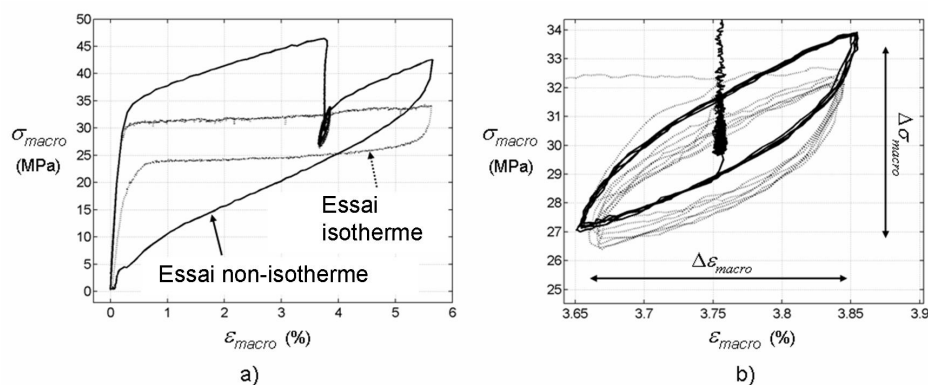 50
45
40
35
30
25
20
15
10
5
0
σmacro
(MPa)
0 1 2 3 4 5 6
εmacro (%)
Essai
isotherme
Essai non-isotherme
a)
34
33
32
31
30
29
28
27
26
σmacro
(MPa)
3.65 3.7 3.75 3.8 3.85 3.9
εmacro (%)
Δσmacro
Δεmacro
b)